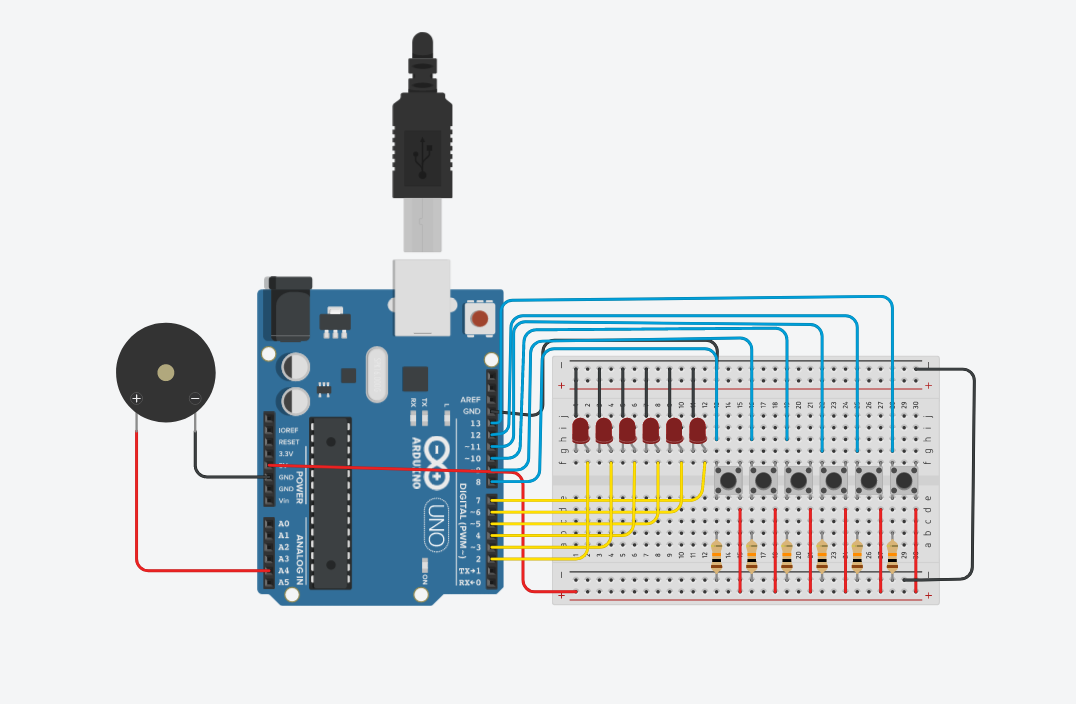 AREF
GND
13
12
~11
~10
8
7
~6
~5
4
~3
2
TX→1
RX←0
DIGITAL (PWM~)
IOREF
RESET
3.3V
GND
GND
Vin
POWER
A0
A1
A2
A3
A4
A5
ANALOG IN
RX
TX
L
ARDUINO
UNO
ON
+
−
− −
+ +
1 2 3 4 5 6 7 8 9 10 11 12 13 14 15 16 17 18 19 20 21 22 23 24 25 26 27 28 29 30
j j
i i
h h
g g
f f
e e
d d
c c
b b
a a
− −
+ +